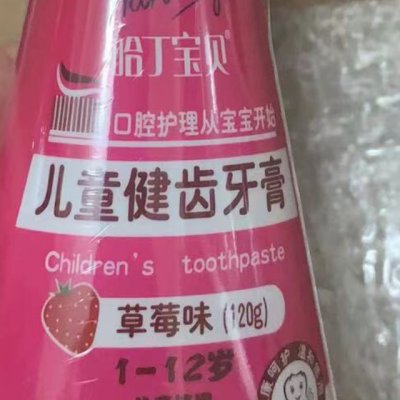 哈丁宝贝®
口腔护理从宝宝开始
儿童健齿牙膏
Children's toothpaste
草莓味 (120g)
1-12岁